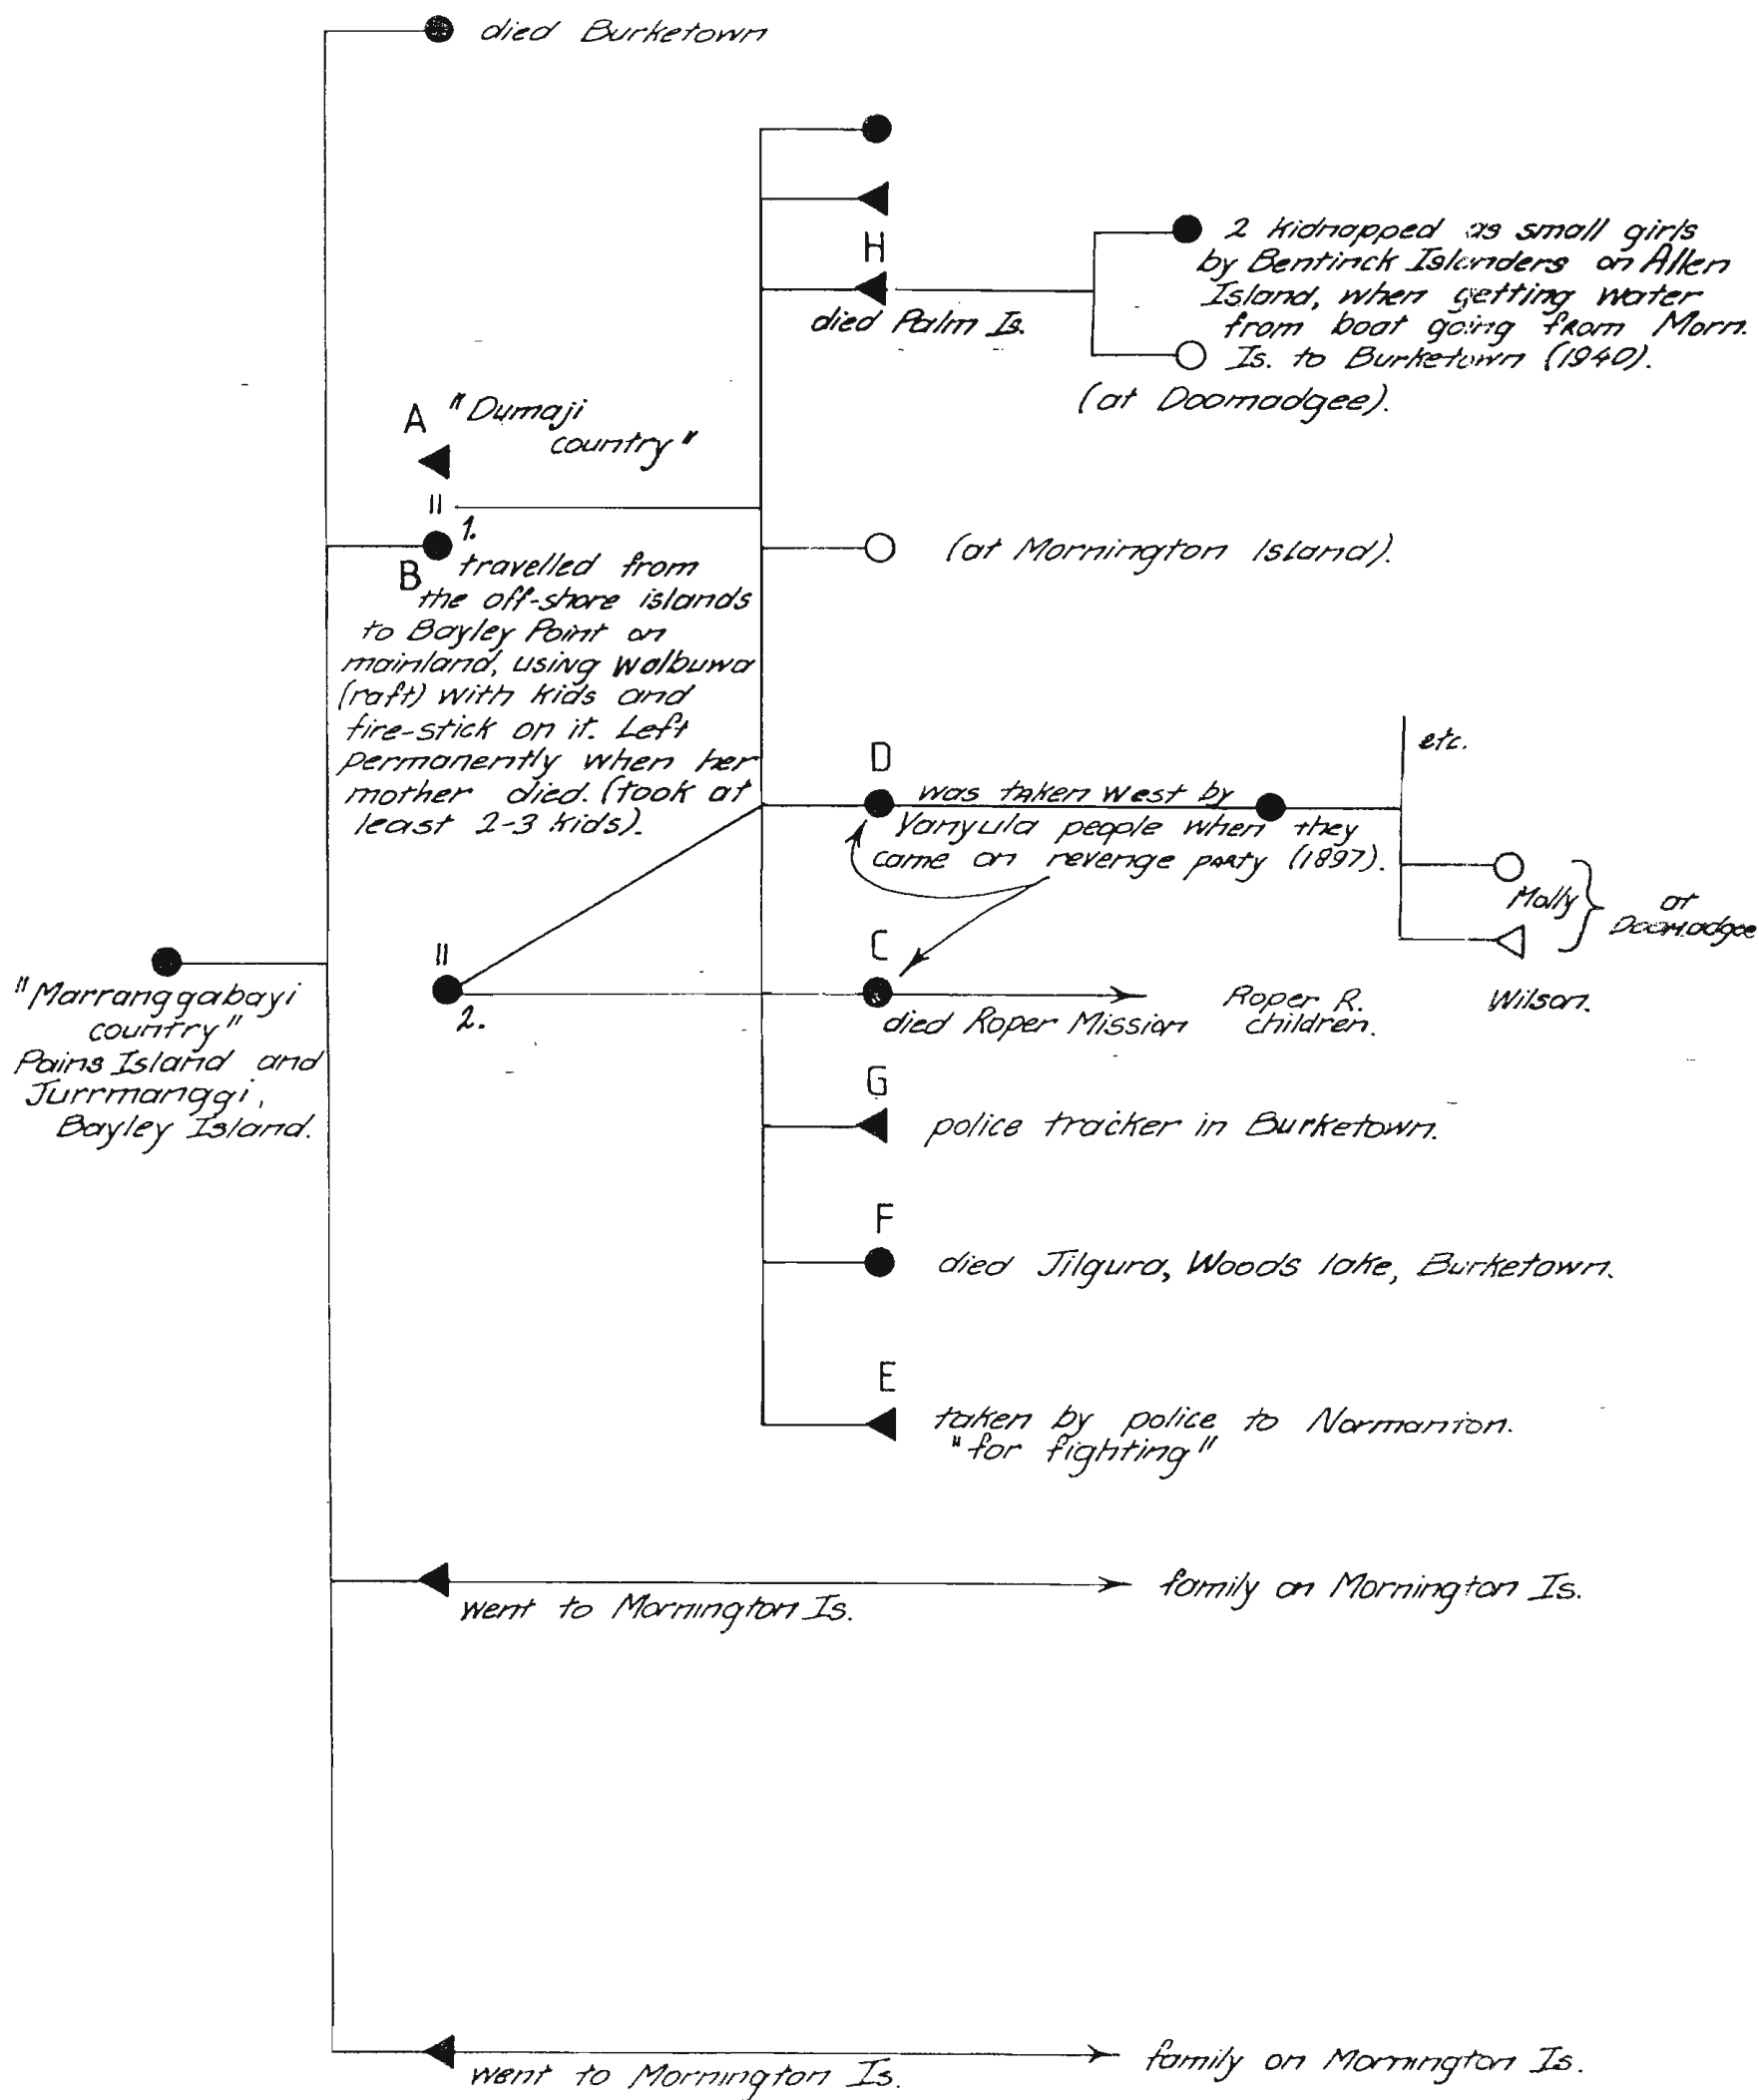 died Burketown
H
died Palm Is.
2 kidnapped as small girls
by Bentinck Islanders on Allen
Island, when getting water
from boat going from Morn.
Is. to Burketown (1940).
(at Doomadgee).
A
"Dumaji
country"
"
1.
B
travelled from
the off-shore islands
to Bayley Point on
mainland, using Walbuwa
(raft) with kids and
fire-stick on it. Left
permanently when her
mother died. (took at
least 2-3 kids).
(at Mornington Island).
D
was taken west by
Yanyula people when they
came on revenge party (1897).
etc.
Molly
at
Doomadgee
Wilson.
"Marranggabayi
country"
Pains Island and
Jurrmanggi,
Bayley Island.
2.
C
died Roper Mission
Roper R.
children.
G
police tracker in Burketown.
F
died Jilgura, Woods lake, Burketown.
E
taken by police to Normanton.
"for fighting"
went to Mornington Is.
family on Mornington Is.
went to Mornington Is.
family on Mornington Is.